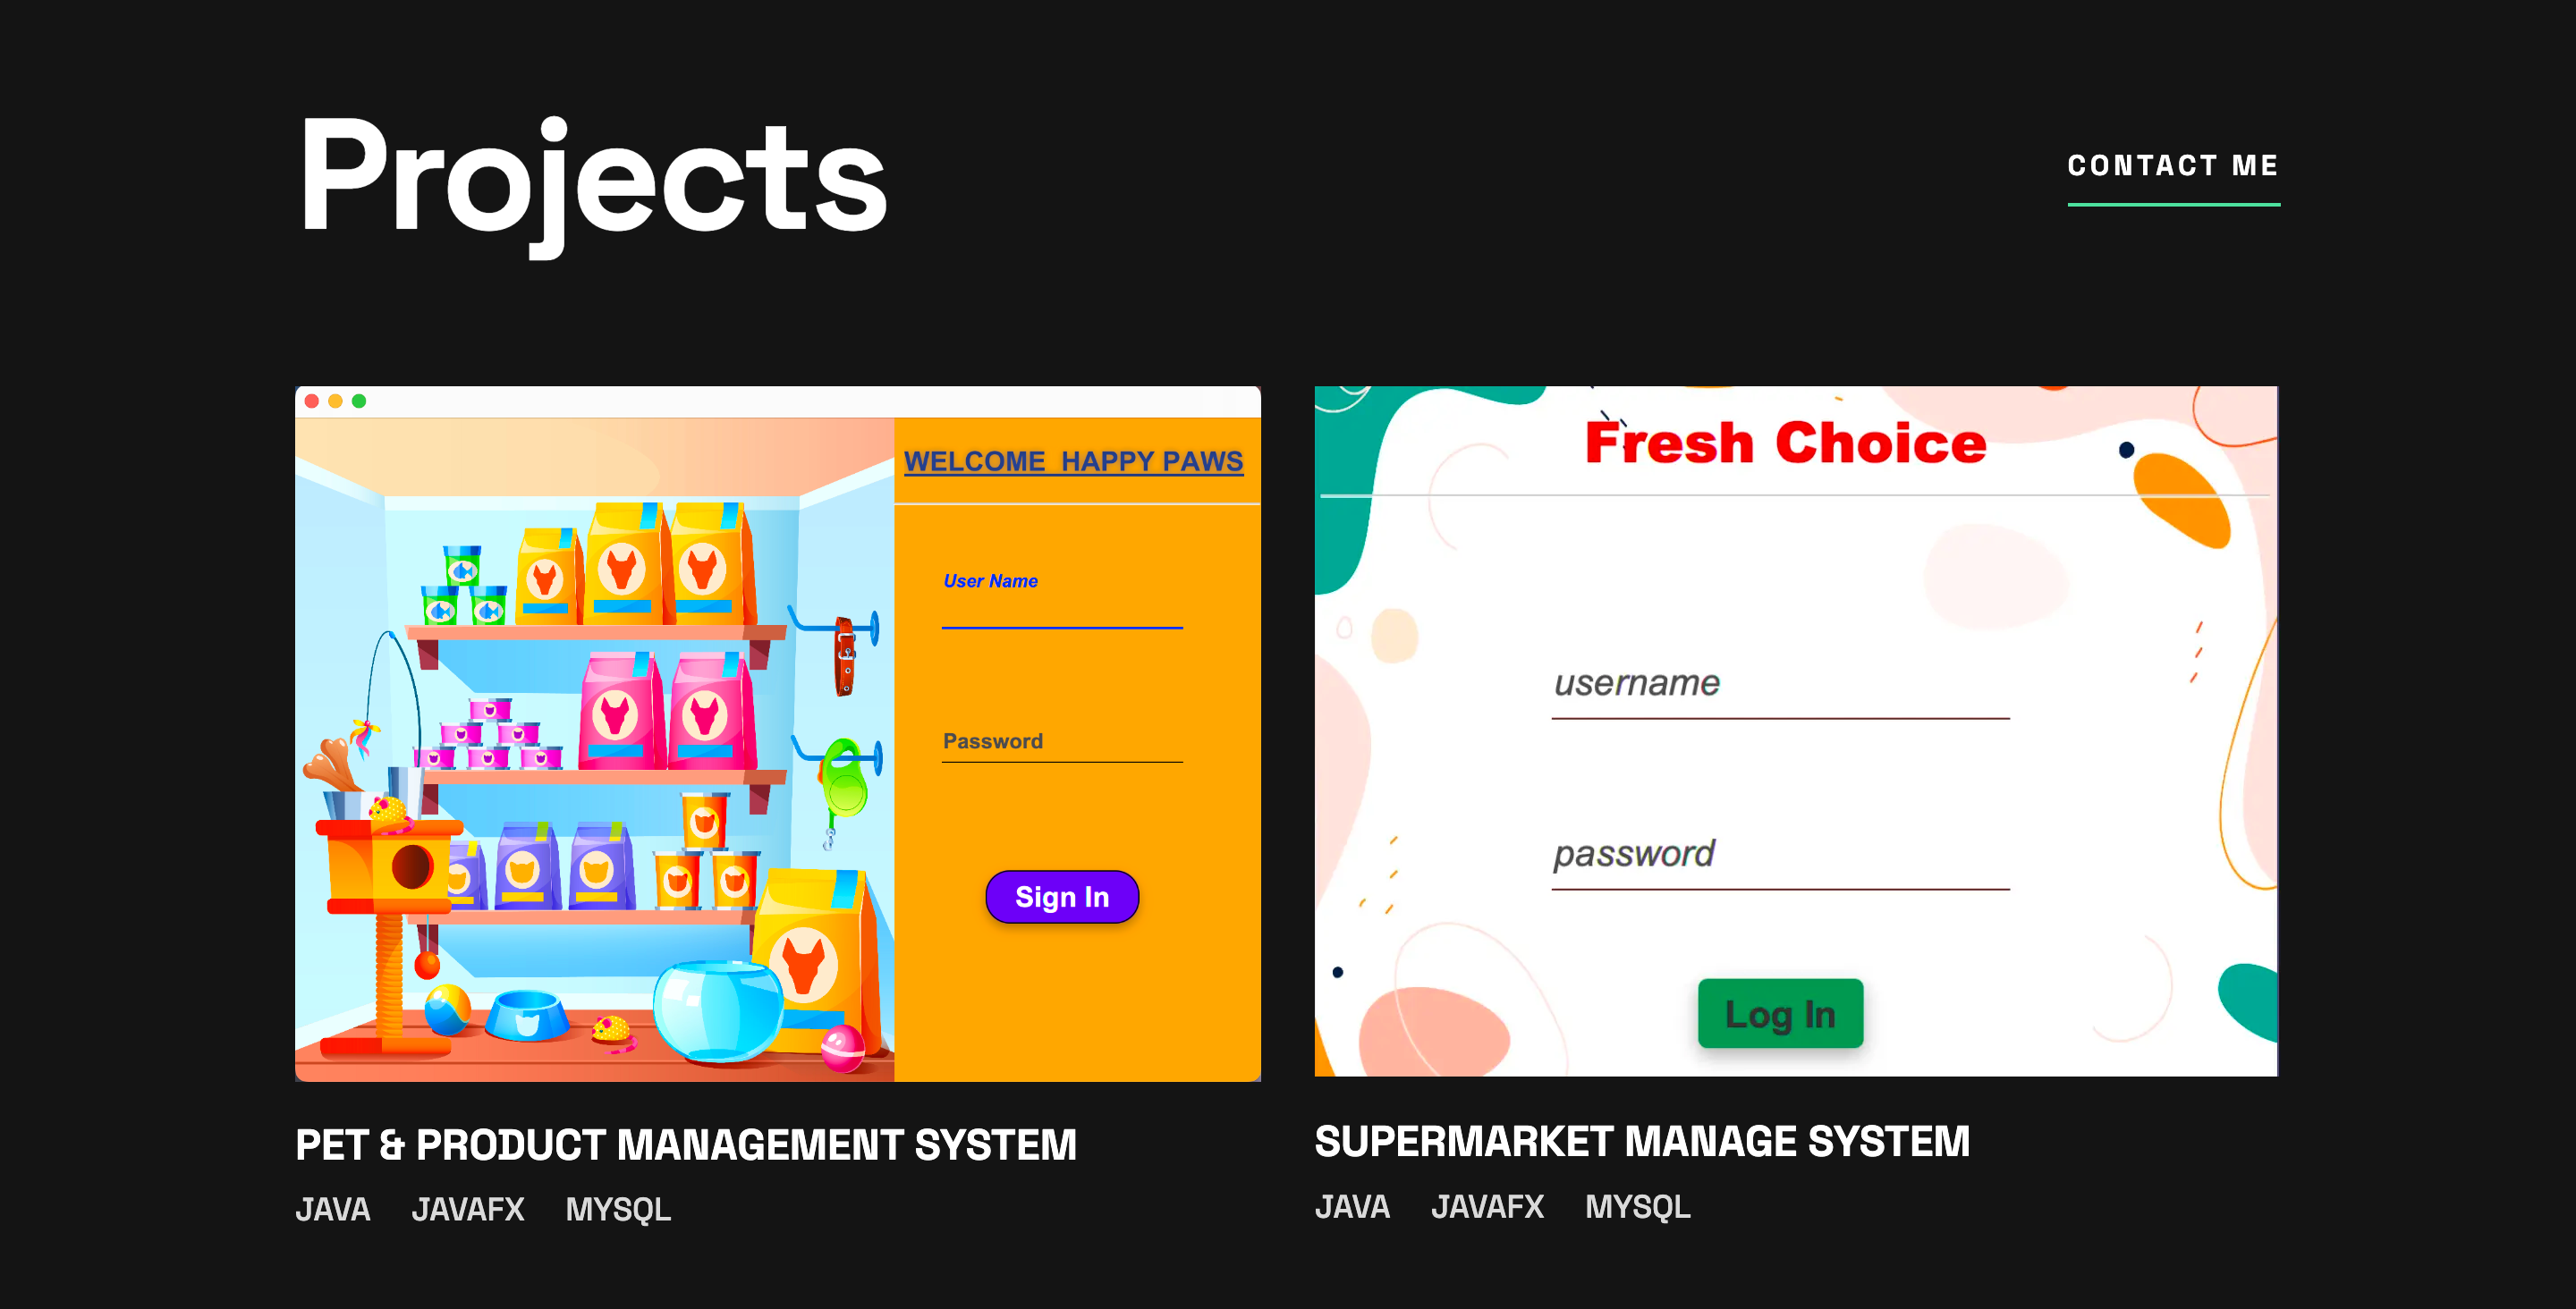 Projects
CONTACT ME
WELCOME  HAPPY PAWS
User Name
Password
Sign In
Fresh Choice
username
password
Log In
PET & PRODUCT MANAGEMENT SYSTEM
JAVA JAVAFX MYSQL
SUPERMARKET MANAGE SYSTEM
JAVA JAVAFX MYSQL